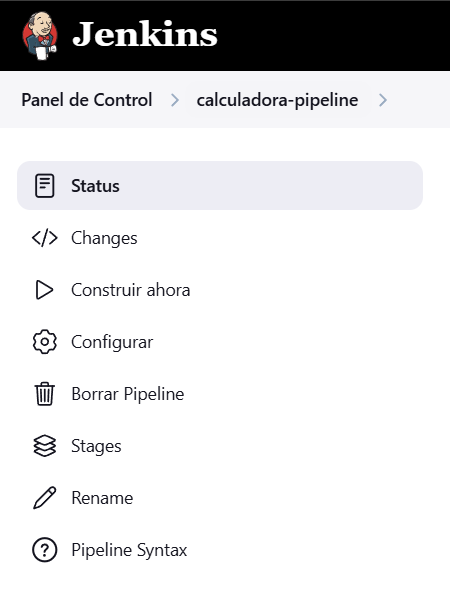 Jenkins
Panel de Control > calculadora-pipeline >
Status
Changes
Construir ahora
Configurar
Borrar Pipeline
Stages
Rename
Pipeline Syntax